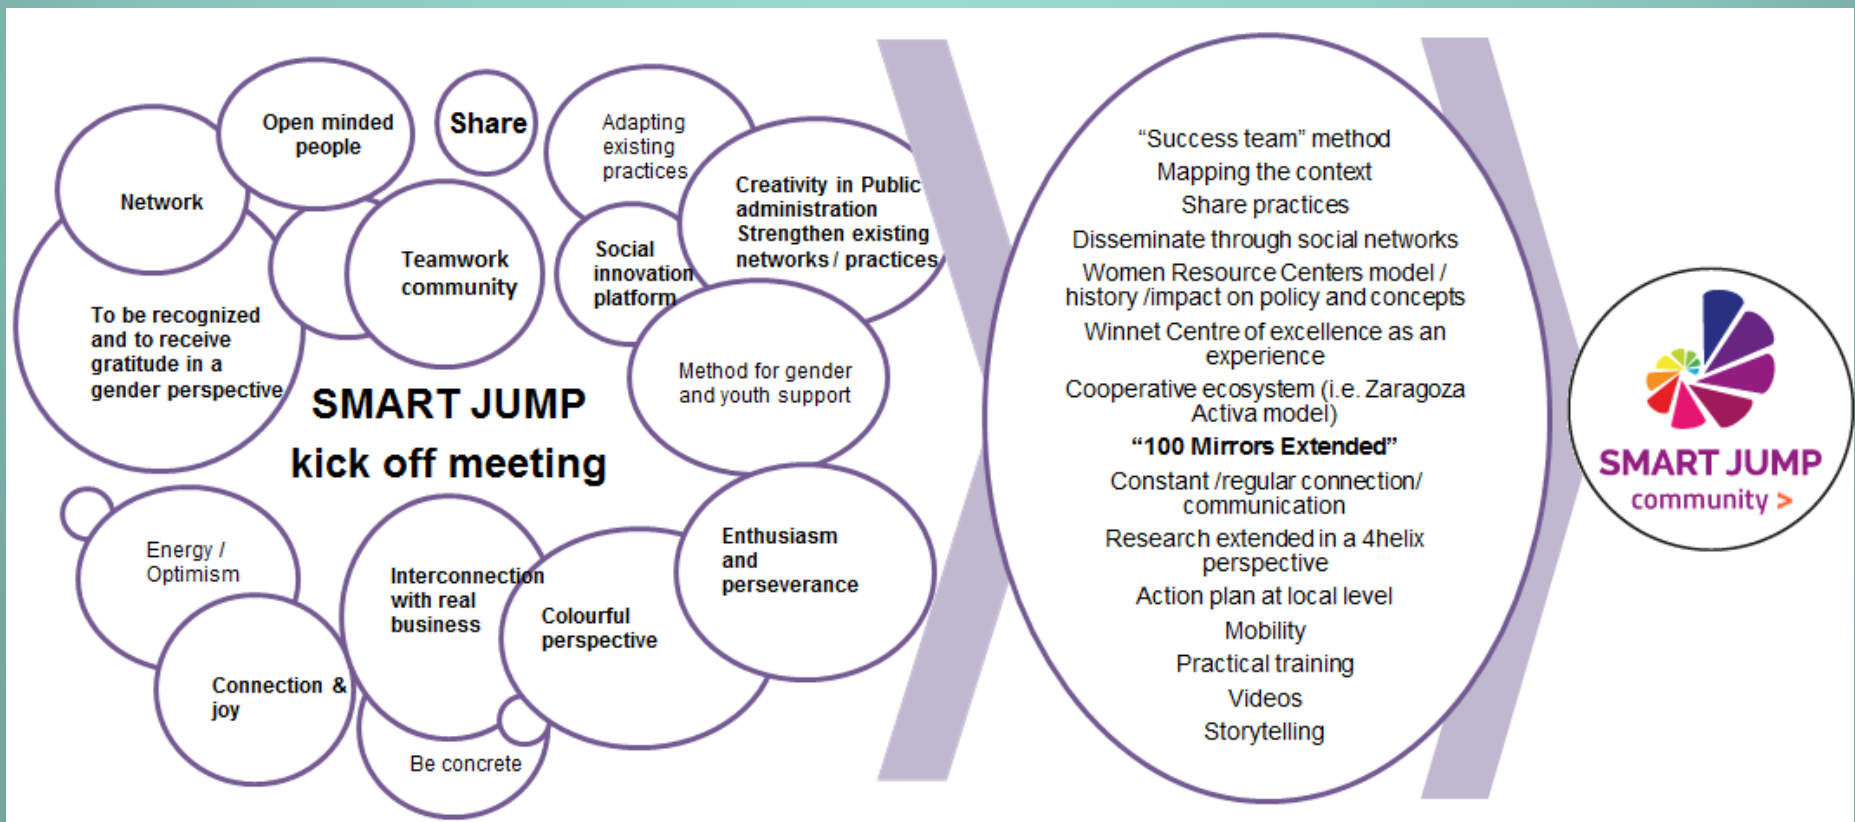 Open minded
people
Share
Adapting
existing
practices
Network
Creativity in Public
administration
Strengthen existing
networks / practices
Teamwork
community
Social
innovation
platform
To be recognized
and to receive
gratitude in a
gender perspective
Method for gender
and youth support
SMART JUMP
kick off meeting
Energy /
Optimism
Interconnection
with real
business
Enthusiasm
and
perseverance
Colourful
perspective
Connection &
joy
Be concrete
“Success team” method
Mapping the context
Share practices
Disseminate through social networks
Women Resource Centers model /
history /impact on policy and concepts
Winnet Centre of excellence as an
experience
Cooperative ecosystem (i.e. Zaragoza
Activa model)
“100 Mirrors Extended”
Constant /regular connection/
communication
Research extended in a 4helix
perspective
Action plan at local level
Mobility
Practical training
Videos
Storytelling
SMART JUMP
community >